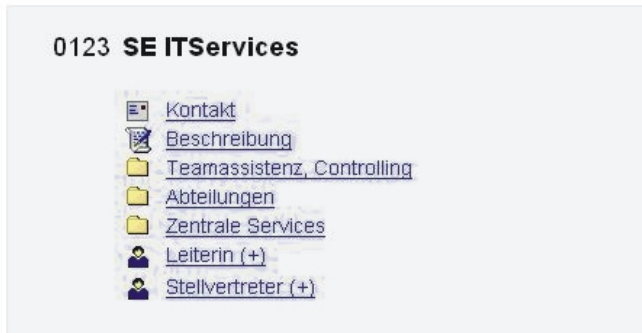 0123 SE ITServices
Kontakt
Beschreibung
Teamassistenz, Controlling
Abteilungen
Zentrale Services
Leiterin (+)
Stellvertreter (+)